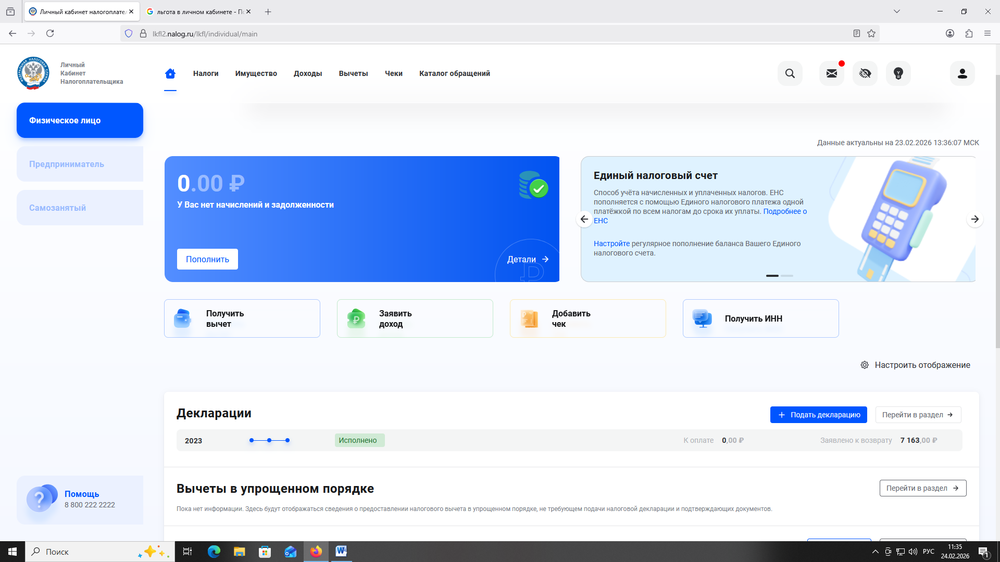 Личный кабинет налогоплате
льгота в личном кабинете - По
lkfl2.nalog.ru/lkfl/individual/main
ФЕДЕРАЛЬНАЯ НАЛОГОВАЯ СЛУЖБА
Личный
Кабинет
Налогоплательщика
Налоги
Имущество
Доходы
Вычеты
Чеки
Каталог обращений
Физическое лицо
Предприниматель
Самозанятый
Данные актуальны на 23.02.2026 13:36:07 МСК
0.00 ₽
У Вас нет начислений и задолженности
Пополнить
Детали
Единый налоговый счет
Способ учёта начисленных и уплаченных налогов. ЕНС
пополняется с помощью Единого налогового платежа одной
платёжкой по всем налогам до срока их уплаты. Подробнее о
ЕНС
Настройте регулярное пополнение баланса Вашего Единого
налогового счета.
Получить
вычет
Заявить
доход
Добавить
чек
Получить ИНН
Настроить отображение
Декларации
Подать декларацию
Перейти в раздел
2023
Исполнено
К оплате 0,00 ₽
Заявлено к возврату 7 163,00 ₽
Вычеты в упрощенном порядке
Перейти в раздел
Пока нет информации. Здесь будут отображаться сведения о предоставлении налогового вычета в упрощенном порядке, не требующем подачи налоговой декларации и подтверждающих документов.
Помощь
8 800 222 2222
Поиск
РУС
11:35
24.02.2026
1